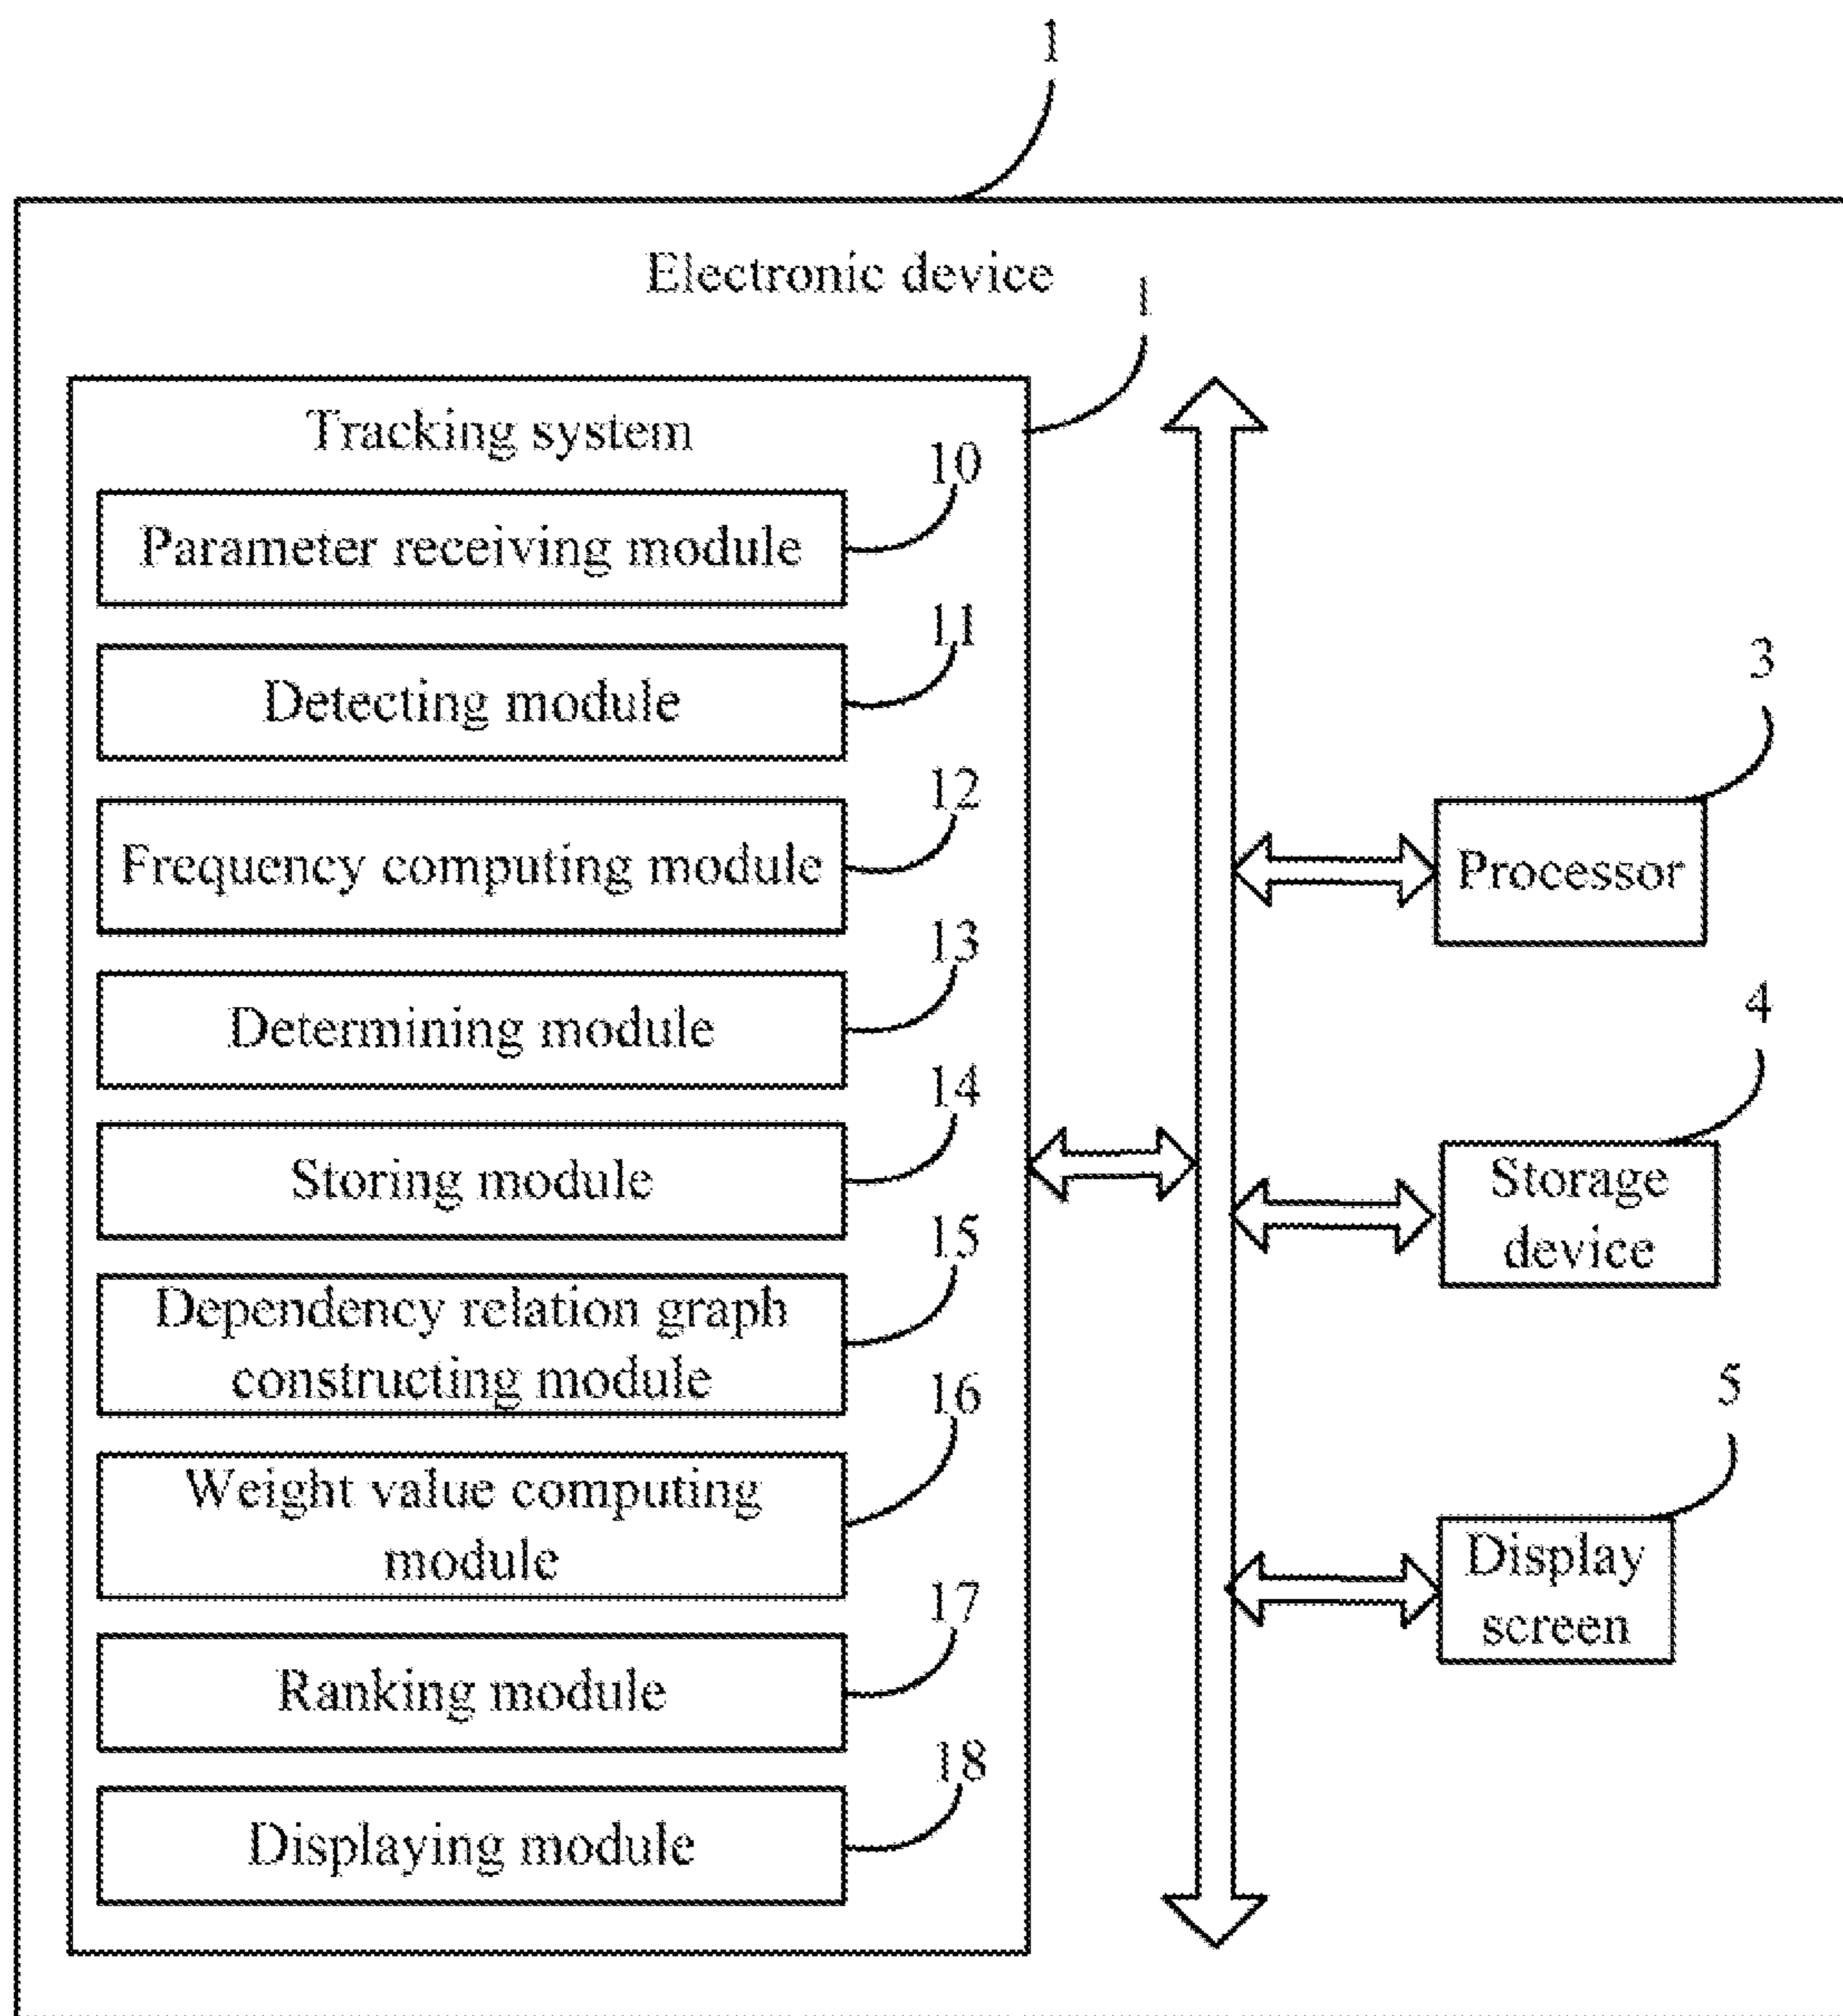 1
Electronic device
1
Tracking system
10
Parameter receiving module
11
Detecting module
12
Frequency computing module
13
Determining module
14
Storing module
15
Dependency relation graph
constructing module
16
Weight value computing
module
17
Ranking module
18
Displaying module
3
Processor
4
Storage
device
5
Display
screen